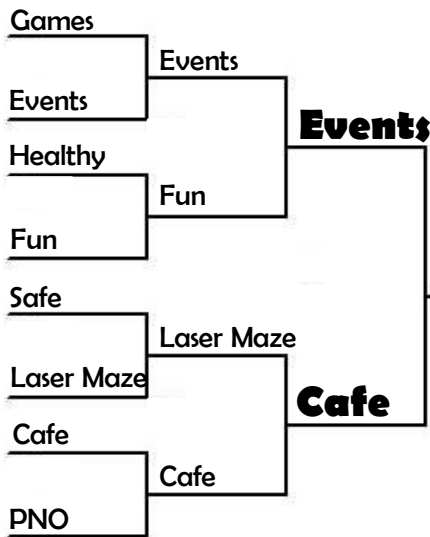 Games
Events
Events
Events
Healthy
Fun
Fun
Safe
Laser Maze
Laser Maze
Cafe
Cafe
Cafe
PNO